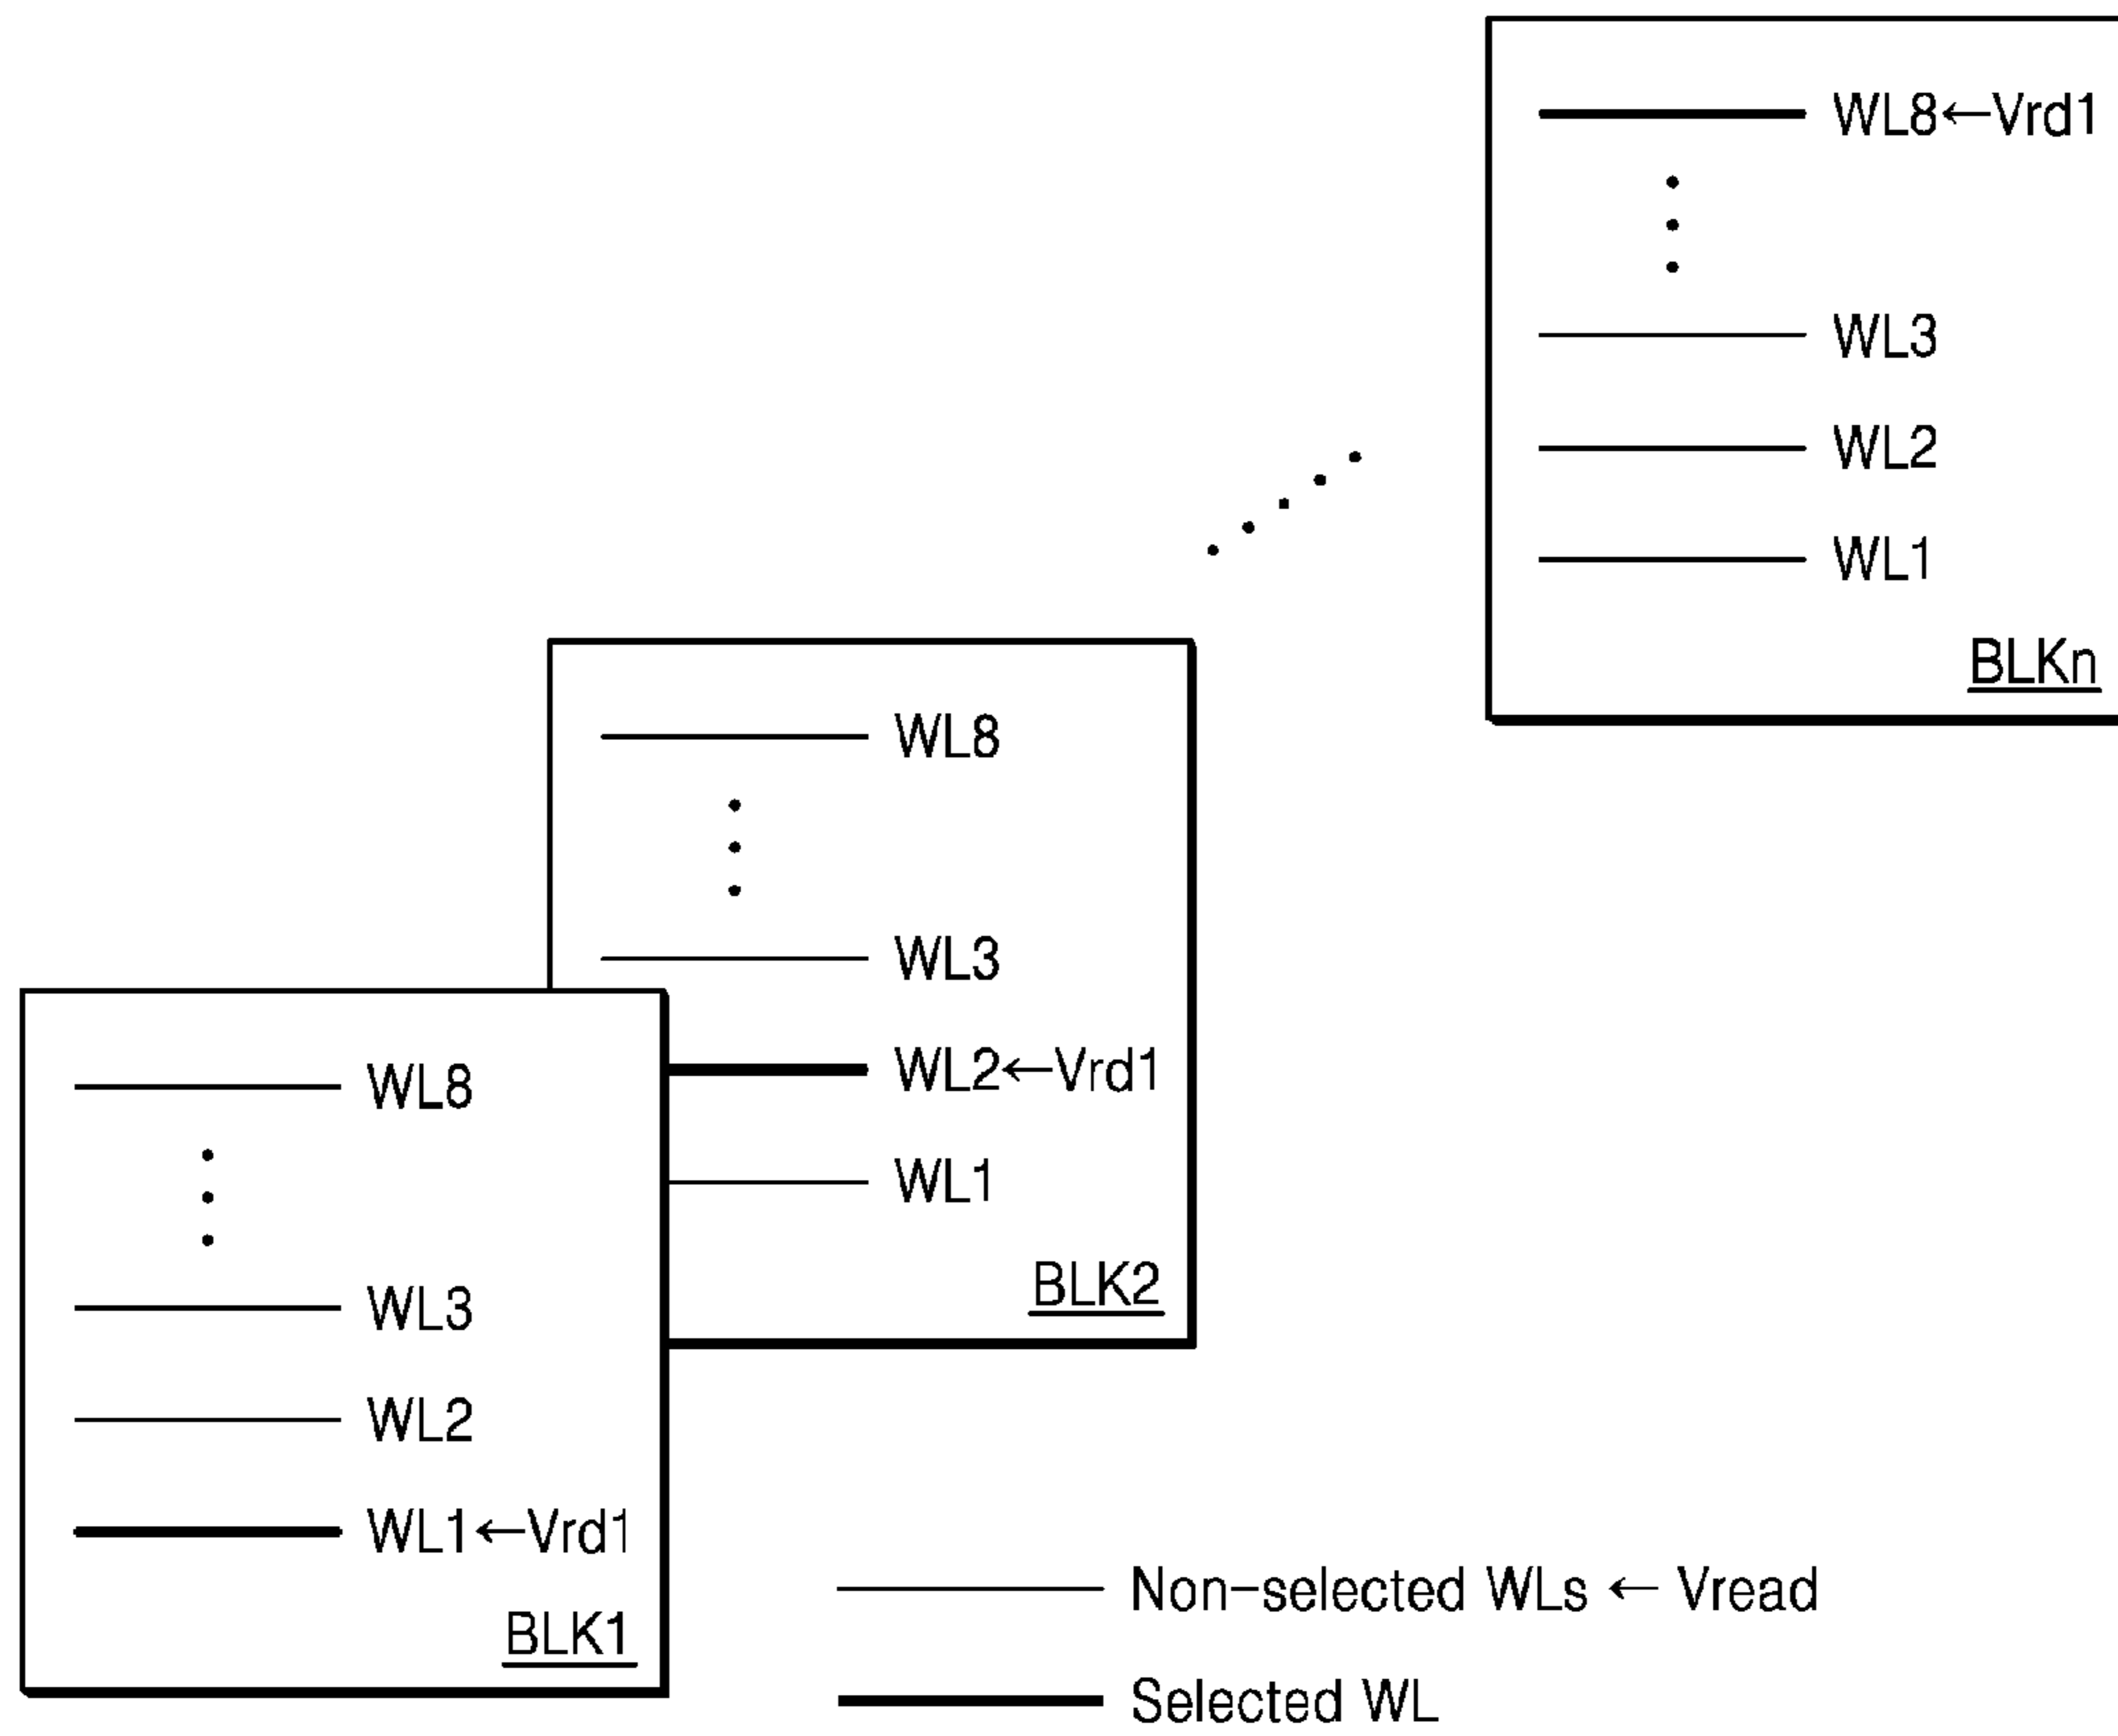 WL8←Vrd1
WL3
WL2
WL1
BLKn
WL8
WL3
WL2←Vrd1
WL1
BLK2
WL8
WL3
WL2
WL1←Vrd1
BLK1
Non-selected WLs ← Vread
Selected WL